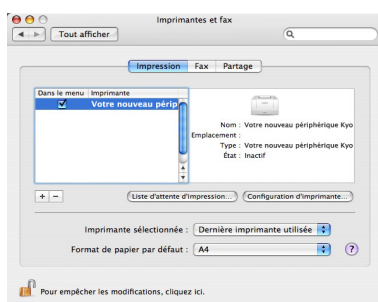 Imprimantes et fax
Tout afficher
Impression Fax Partage
Dans le menu Imprimante
Votre nouveau périp
Nom : Votre nouveau périphérique Kyo
Emplacement :
Type : Votre nouveau périphérique Kyo
État : Inactif
+ −
Liste d'attente d'impression... Configuration d'imprimante...
Imprimante sélectionnée : Dernière imprimante utilisée
Format de papier par défaut : A4
?
Pour empêcher les modifications, cliquez ici.